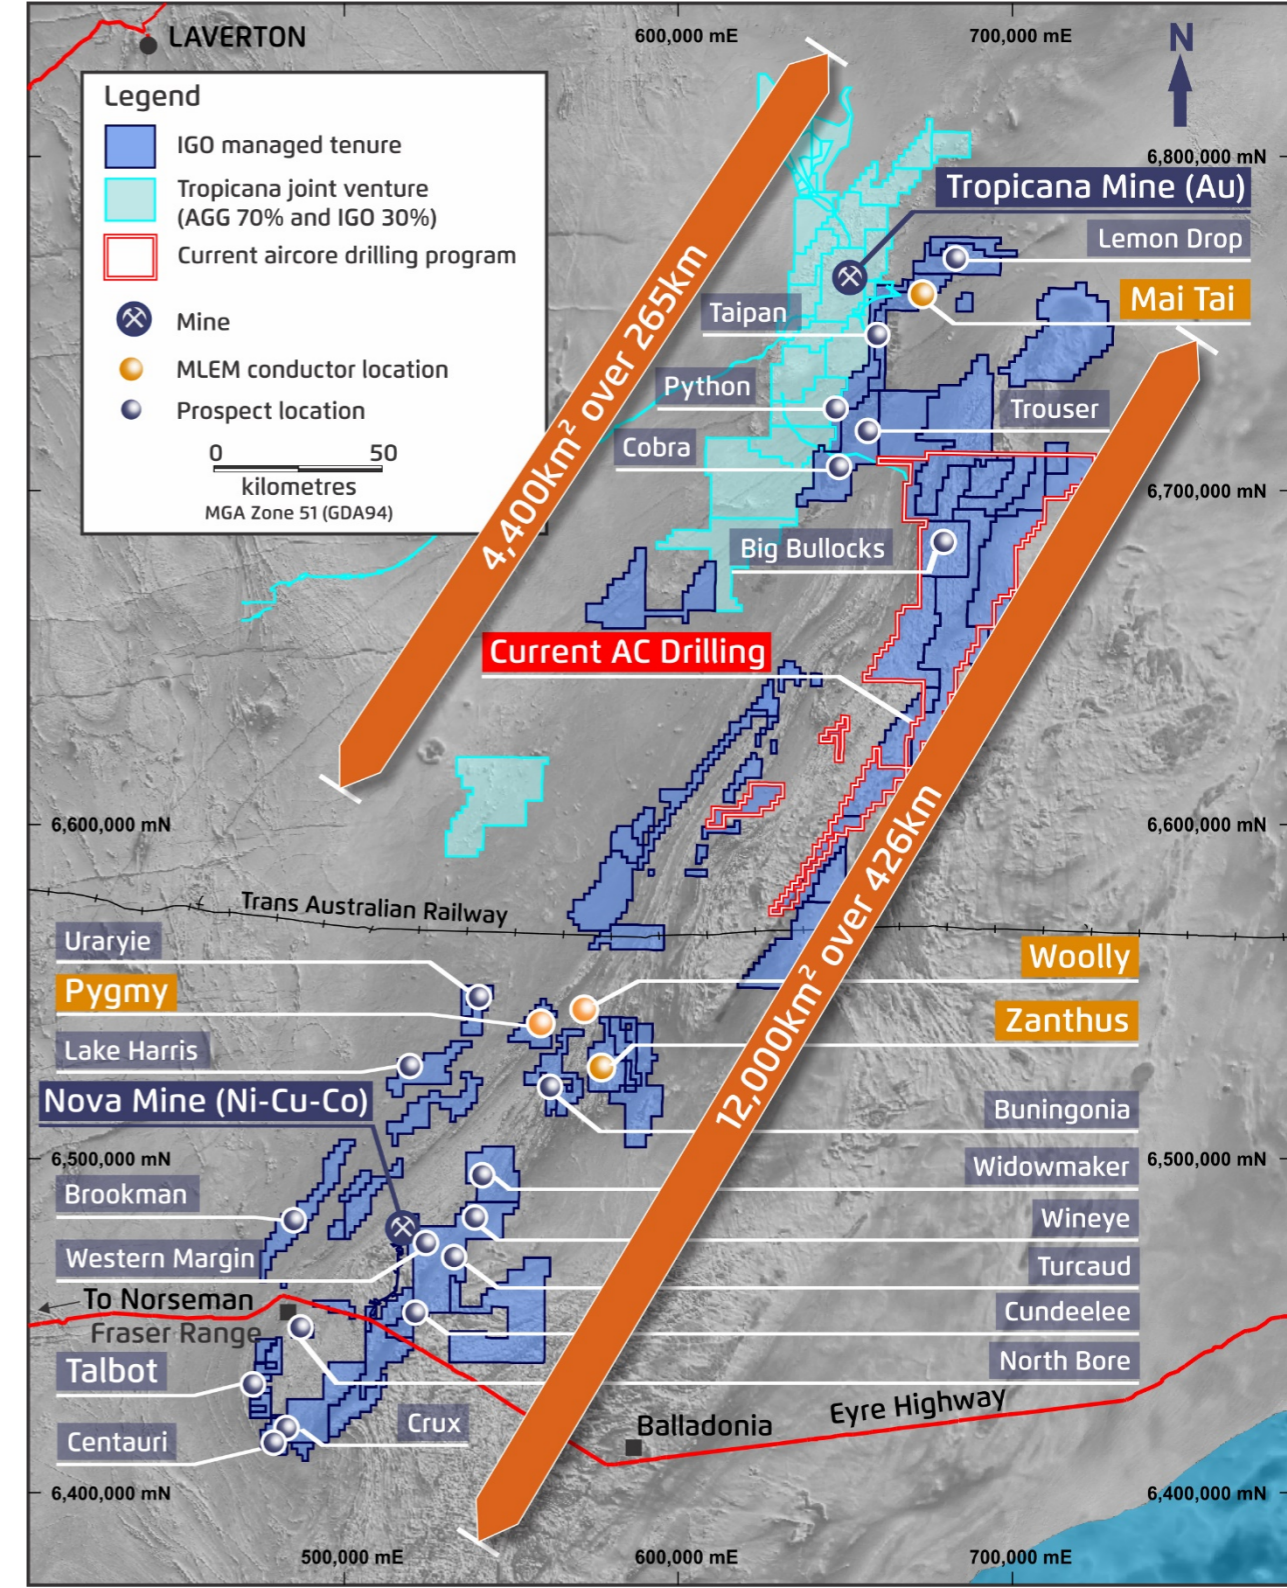 LAVERTON
600,000 mE
700,000 mE
N
Legend
IGO managed tenure
Tropicana joint venture
(AGG 70% and IGO 30%)
Current aircore drilling program
Mine
MLEM conductor location
Prospect location
0 50
kilometres
MGA Zone 51 (GDA94)
6,800,000 mN
Tropicana Mine (Au)
Lemon Drop
Mai Tai
Taipan
Python
Trouser
Cobra
4,400km² over 265km
6,700,000 mN
Big Bullocks
Current AC Drilling
6,600,000 mN
6,600,000 mN
12,000km² over 426km
Trans Australian Railway
Uraryie
Woolly
Pygmy
Zanthus
Lake Harris
Nova Mine (Ni-Cu-Co)
Buningonia
6,500,000 mN
6,500,000 mN
Widowmaker
Brookman
Wineye
Western Margin
Turcaud
To Norseman
Cundeelee
Fraser Range
North Bore
Talbot
Eyre Highway
Crux
Balladonia
Centauri
6,400,000 mN
6,400,000 mN
500,000 mE
600,000 mE
700,000 mE